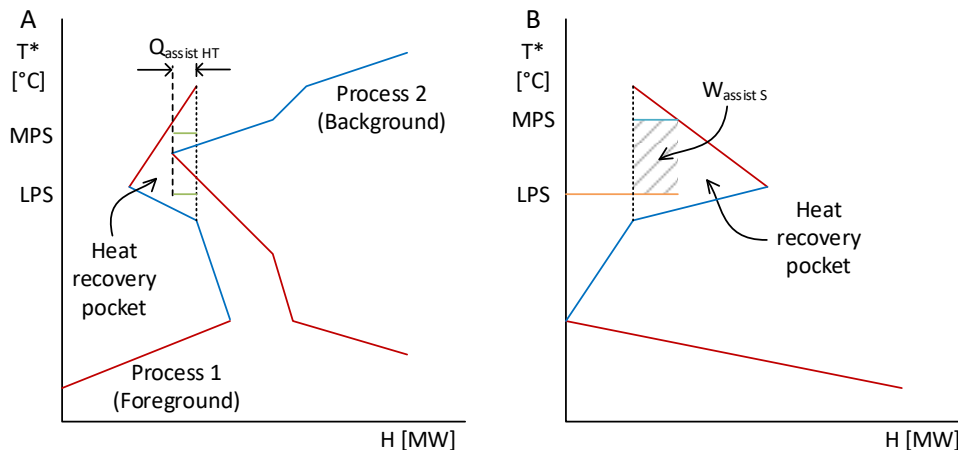 A
T*
[°C]
MPS
LPS
Qassist HT
Process 2
(Background)
Heat
recovery
pocket
Process 1
(Foreground)
H [MW]
B
T*
[°C]
MPS
LPS
Wassist S
Heat
recovery
pocket
H [MW]